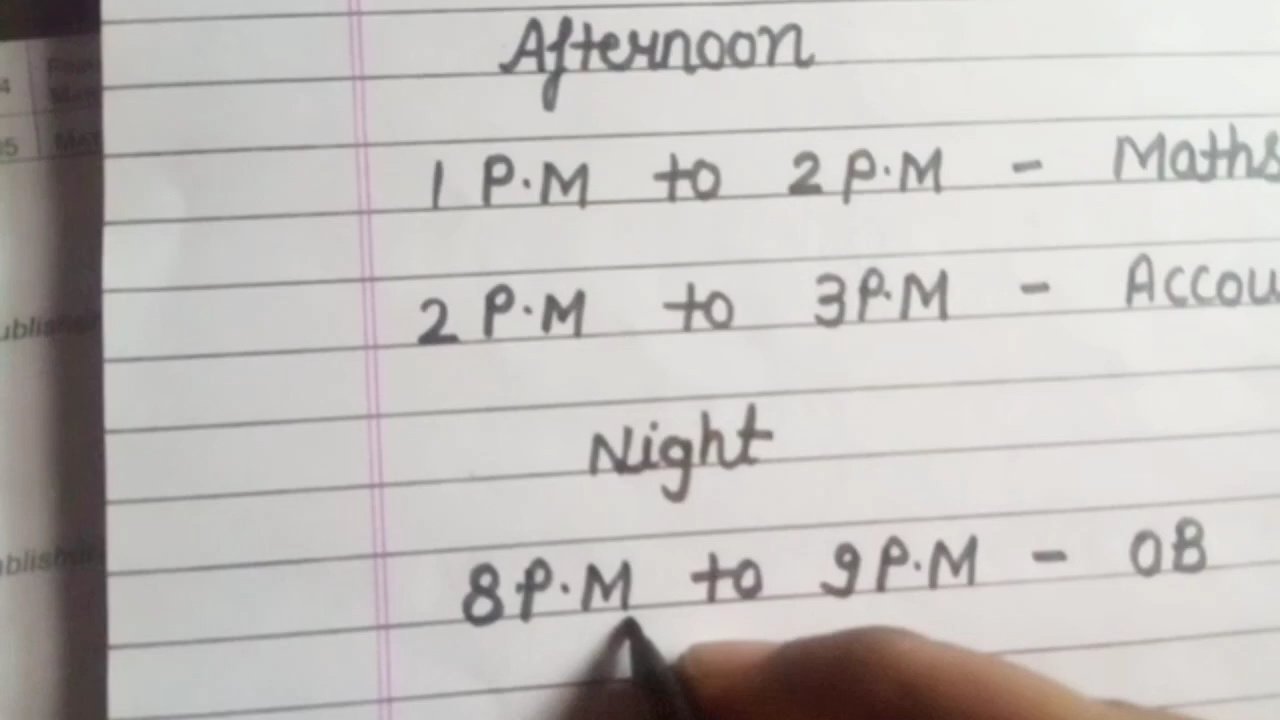 Afternoon
1 P.M to 2 P.M - Maths
2 P.M to 3 P.M - Accou
Night
8 P.M to 9 P.M - OB